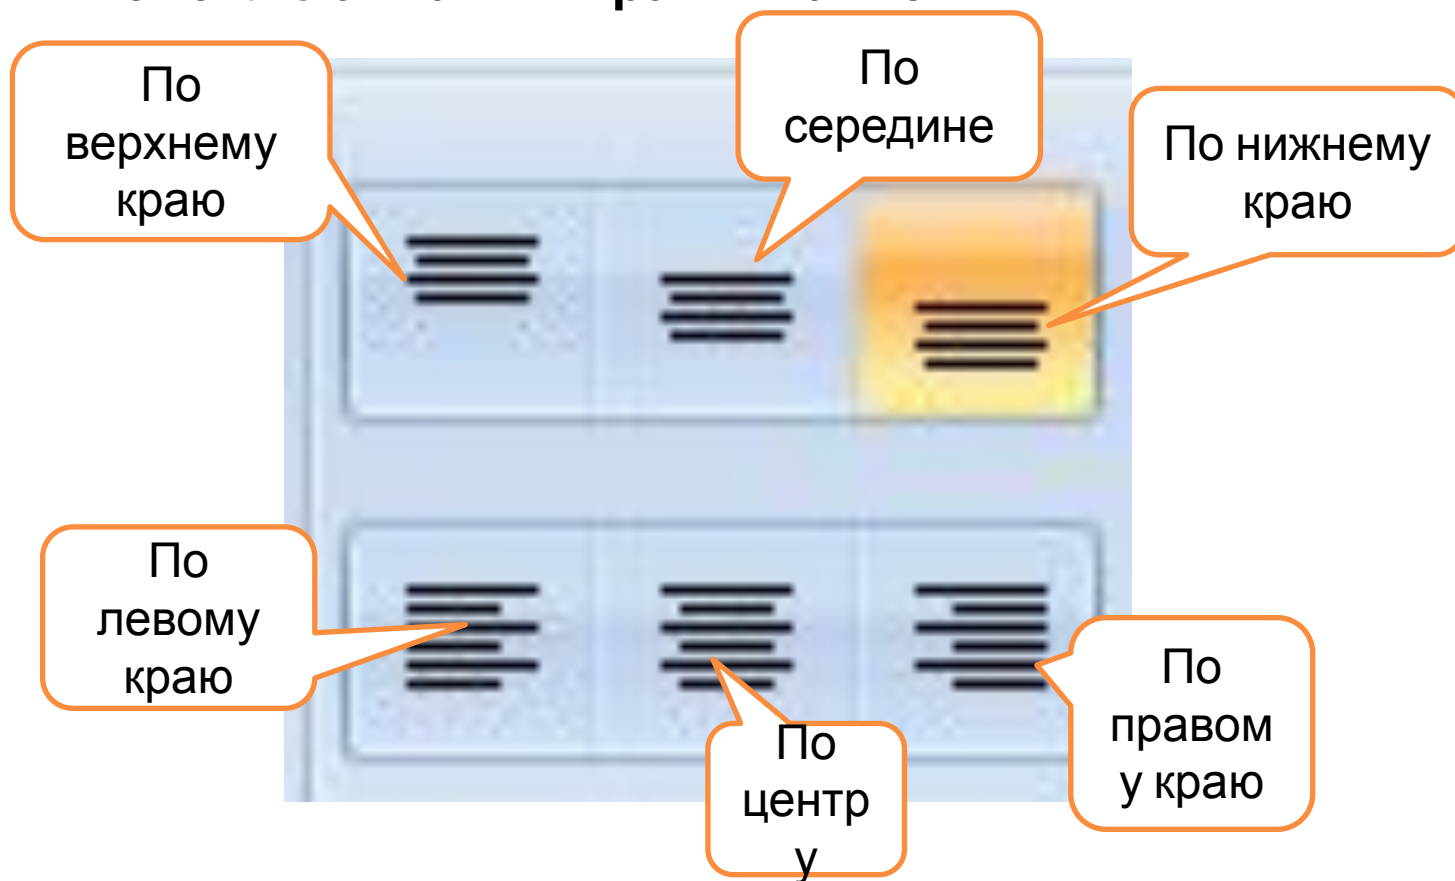 По
верхнему
краю
По
середине
По нижнему
краю
По
левому
краю
По
центр
у
По
правом
у краю